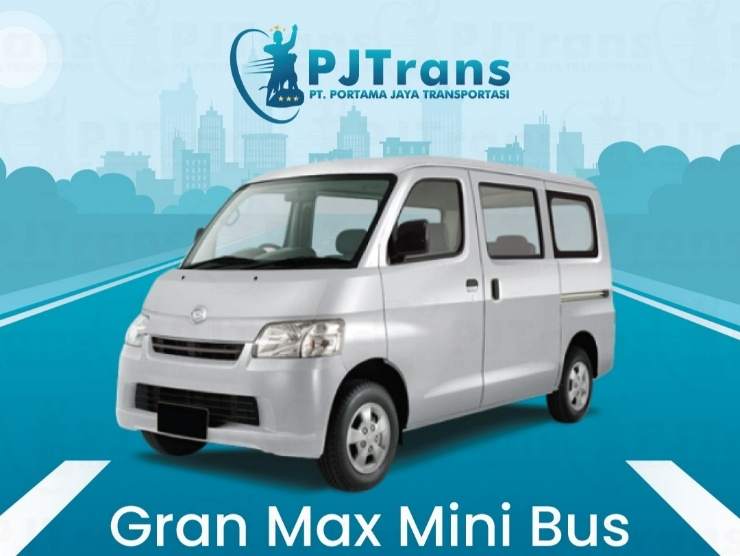 PJTrans
PT. PORTAMA JAYA TRANSPORTASI
Gran Max Mini Bus